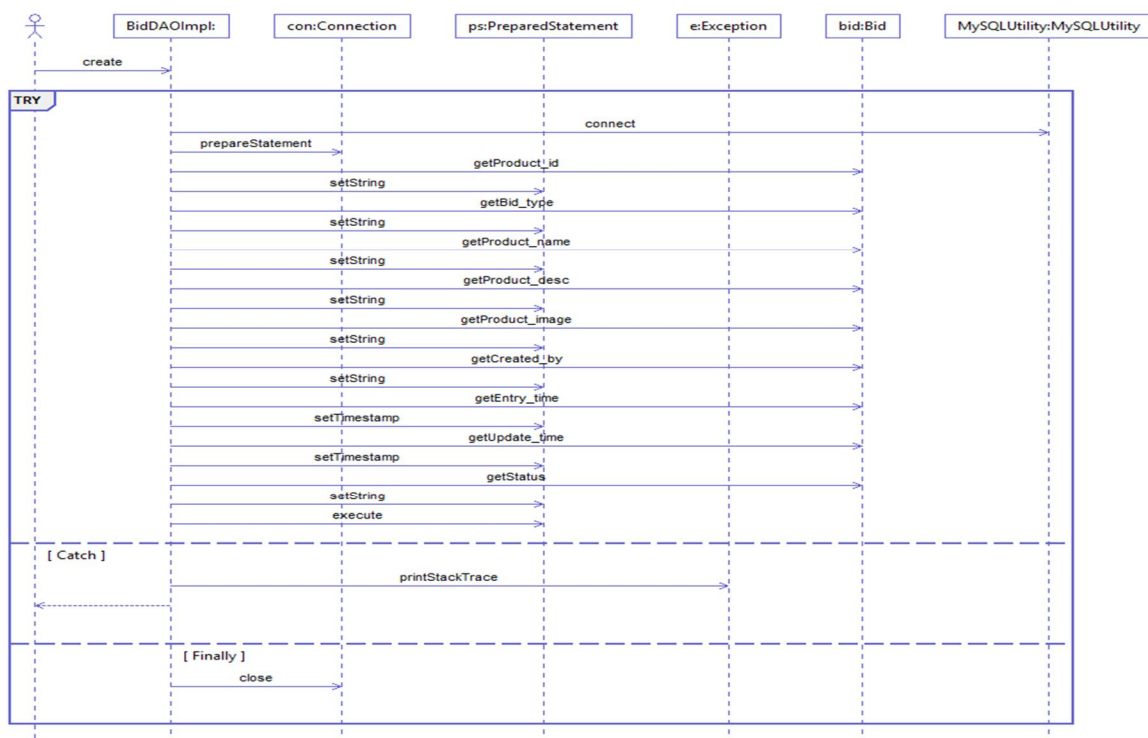 BidDAOImpl: con:Connection ps:PreparedStatement e:Exception bid:Bid MySQLUtility:MySQLUtility
create
TRY
connect
prepareStatement
getProduct_id
setString
getBid_type
setString
getProduct_name
setString
getProduct_desc
setString
getProduct_image
setString
getCreated_by
setString
getEntry_time
setTimestamp
getUpdate_time
setTimestamp
getStatus
setString
execute
[ Catch ]
printStackTrace
[ Finally ]
close